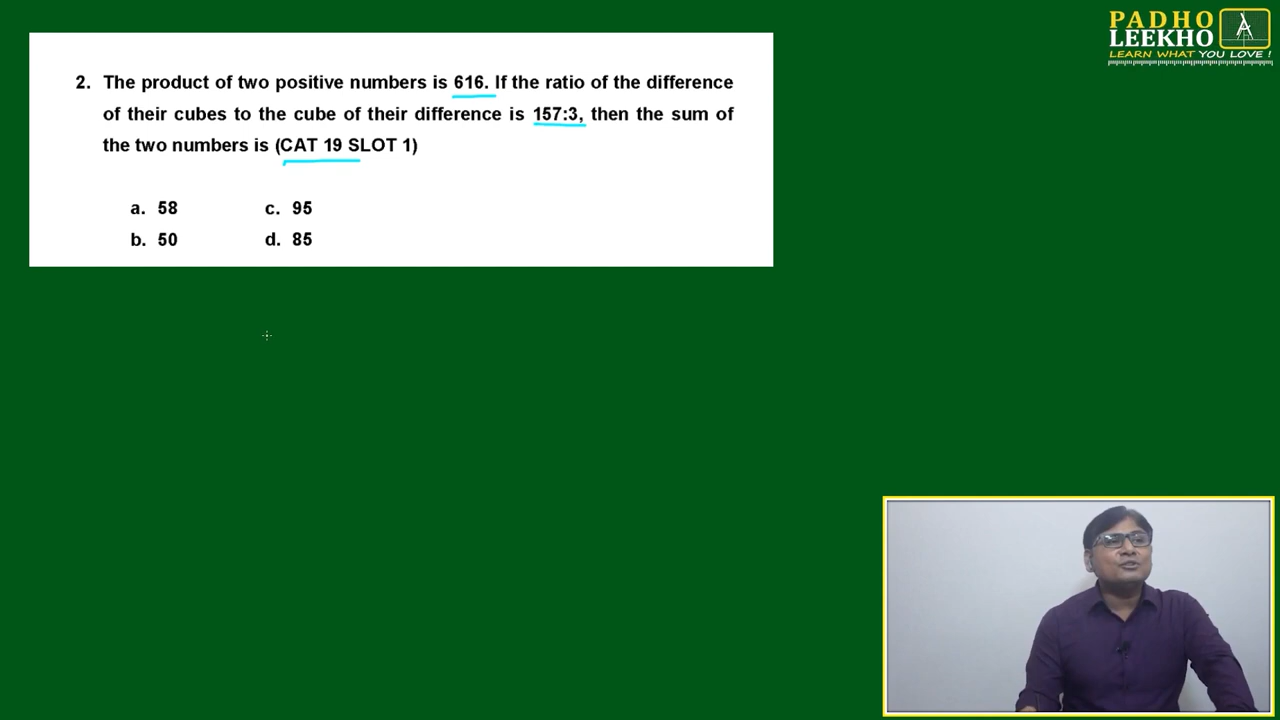 PADHO
LEEKHO
LEARN WHAT YOU LOVE !
2. The product of two positive numbers is 616. If the ratio of the difference
of their cubes to the cube of their difference is 157:3, then the sum of
the two numbers is (CAT 19 SLOT 1)
a. 58 c. 95
b. 50 d. 85